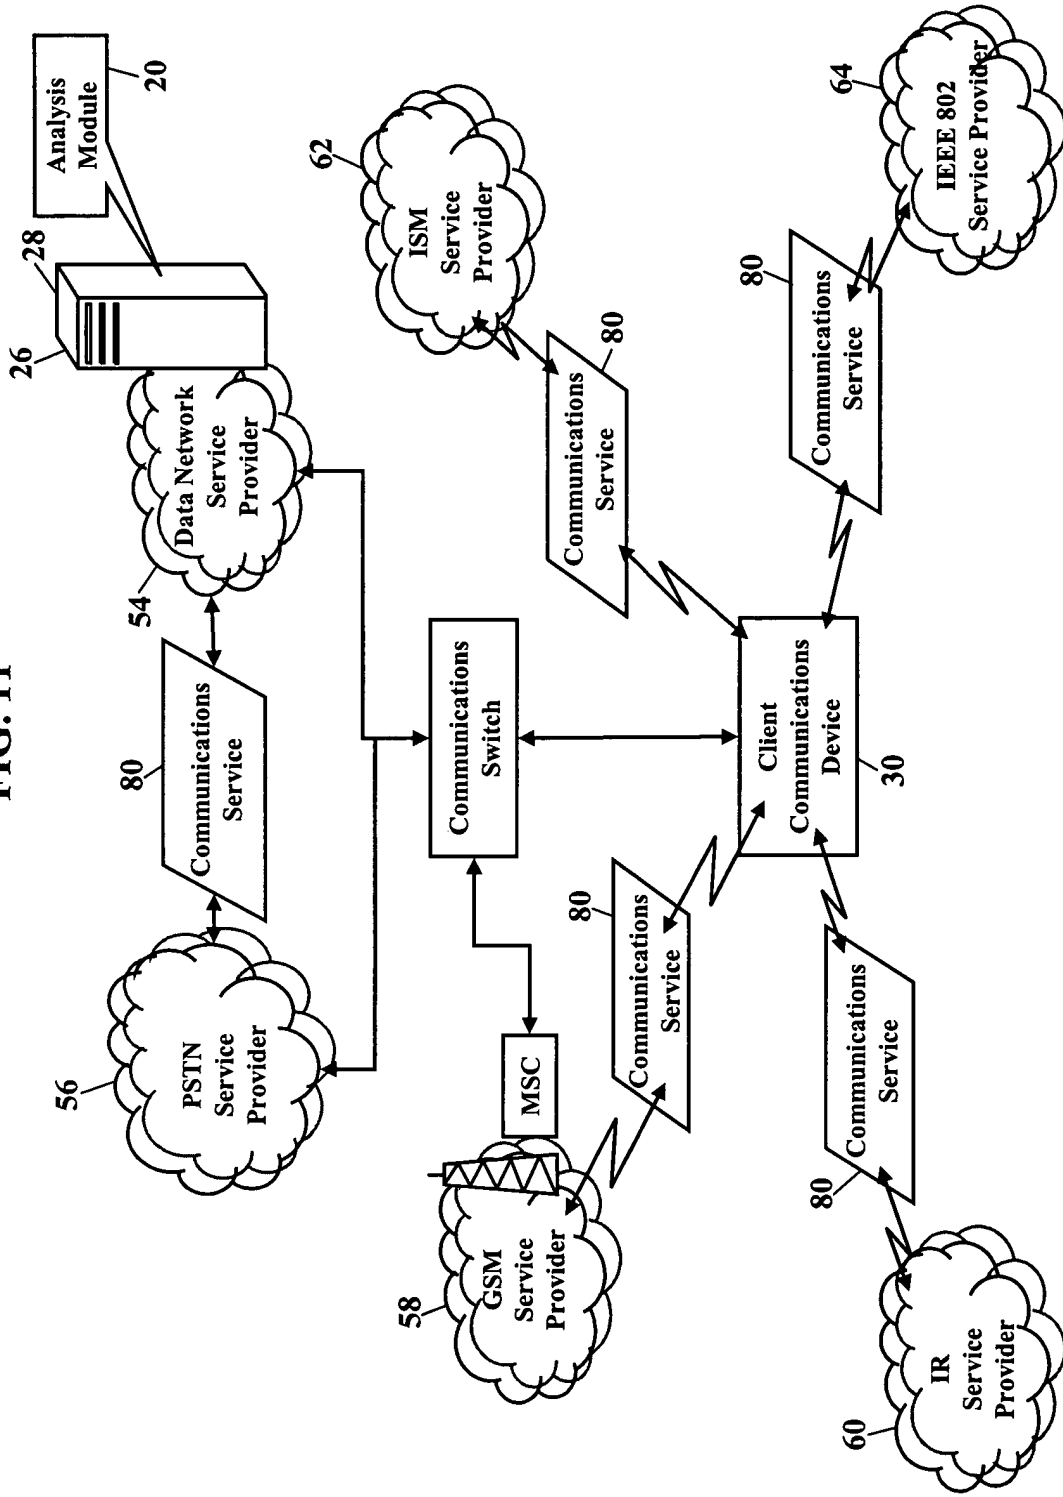 FIG. 11
Analysis
Module
20
26
28
56
PSTN
Service
Provider
80
Communications
Service
54
Data Network
Service
Provider
62
ISM
Service
Provider
58
GSM
Service
Provider
MSC
Communications
Switch
80
Communications
Service
80
Communications
Service
Client
Communications
Device
30
80
Communications
Service
80
Communications
Service
60
IR
Service
Provider
64
IEEE 802
Service Provider